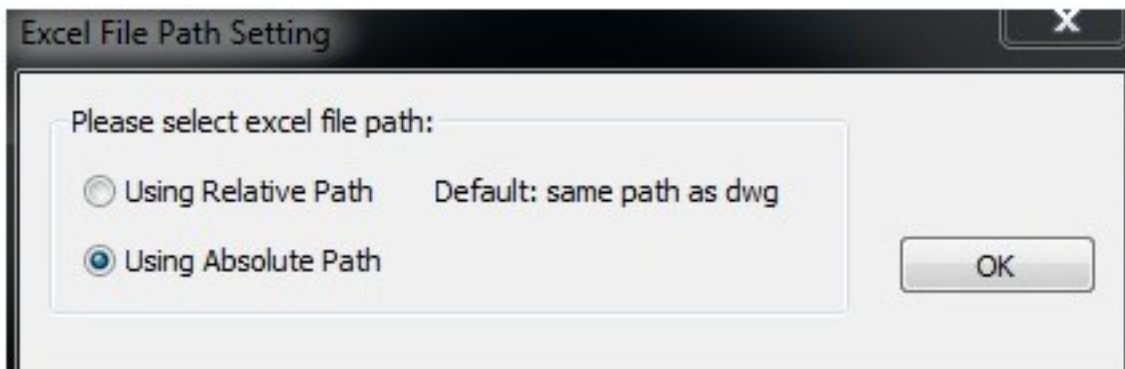 Excel File Path Setting
X
Please select excel file path:
Using Relative Path Default: same path as dwg
Using Absolute Path
OK